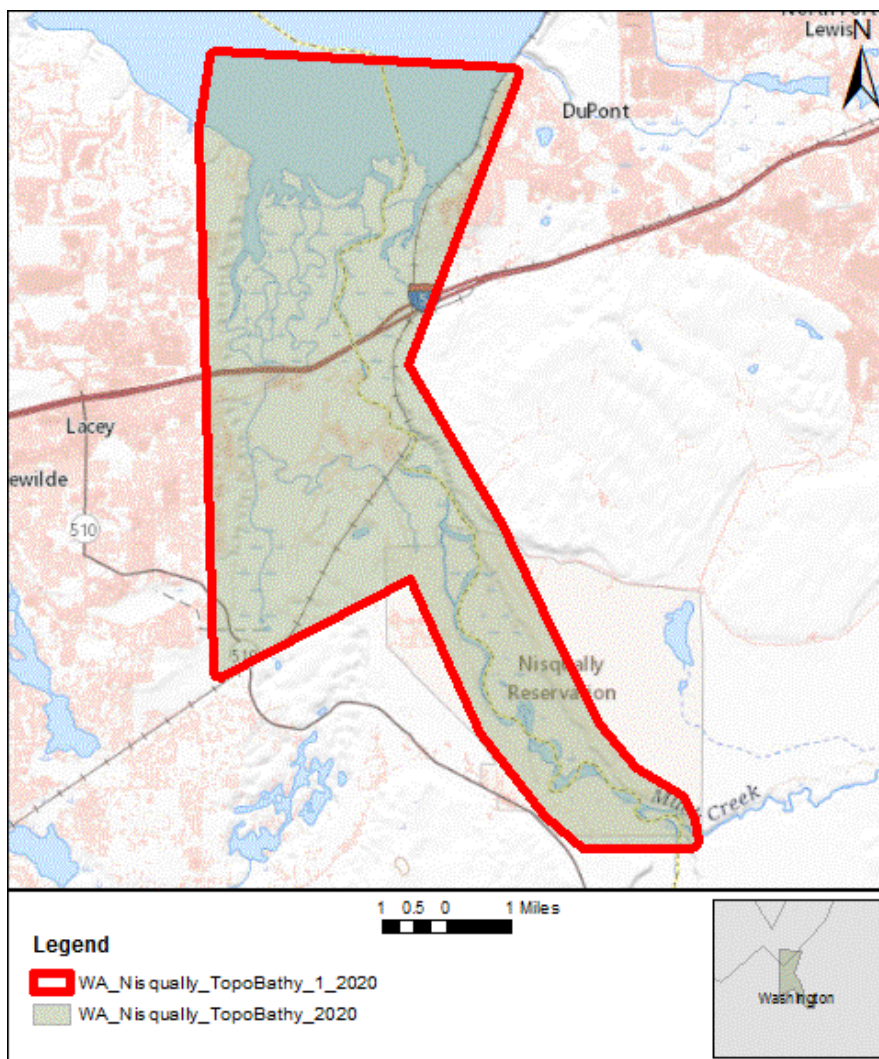 Lewis
N
DuPont
5
Lacey
ewilde
510
510
Nisqually
Reservation
Creek
1 0.5 0 1 Miles
Legend
WA_Nisqually_TopoBathy_1_2020
WA_Nisqually_TopoBathy_2020
Washington